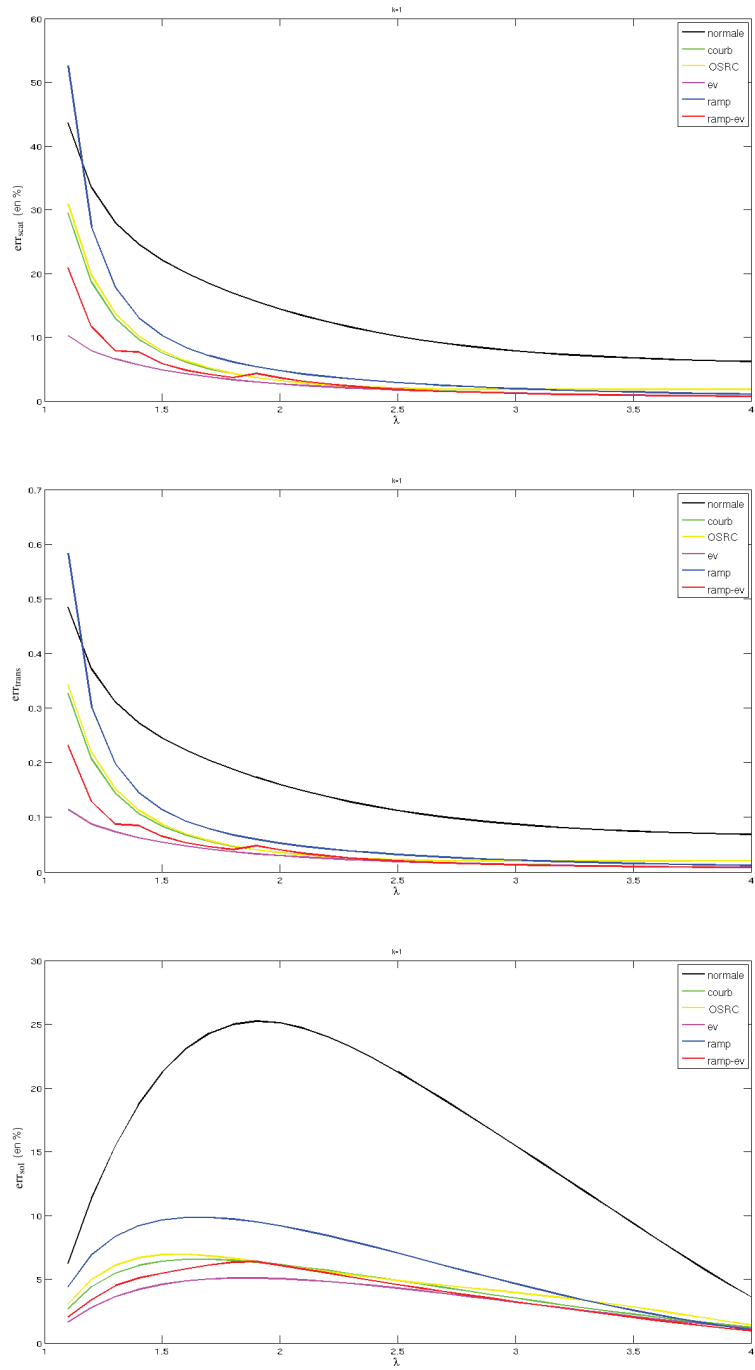 k=1
60
50
40
30
20
10
0
err_scat (en %)
normale
courb
OSRC
ev
ramp
ramp-ev
1
1.5
2
2.5
3
3.5
4
λ
k=1
0.7
0.6
0.5
0.4
0.3
0.2
0.1
0
err_trans
normale
courb
OSRC
ev
ramp
ramp-ev
1
1.5
2
2.5
3
3.5
4
λ
k=1
30
25
20
15
10
5
0
err_sol (en %)
normale
courb
OSRC
ev
ramp
ramp-ev
1
1.5
2
2.5
3
3.5
4
λ